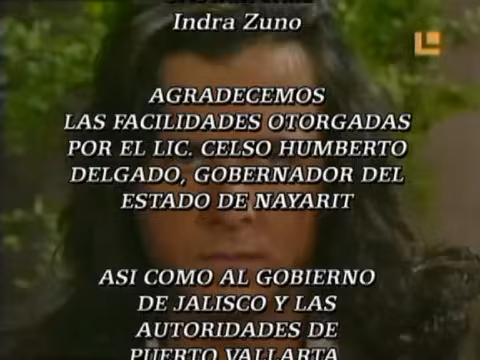 Indra Zuno
AGRADECEMOS
LAS FACILIDADES OTORGADAS
POR EL LIC. CELSO HUMBERTO
DELGADO, GOBERNADOR DEL
ESTADO DE NAYARIT
ASI COMO AL GOBIERNO
DE JALISCO Y LAS
AUTORIDADES DE
PUERTO VALLARTA